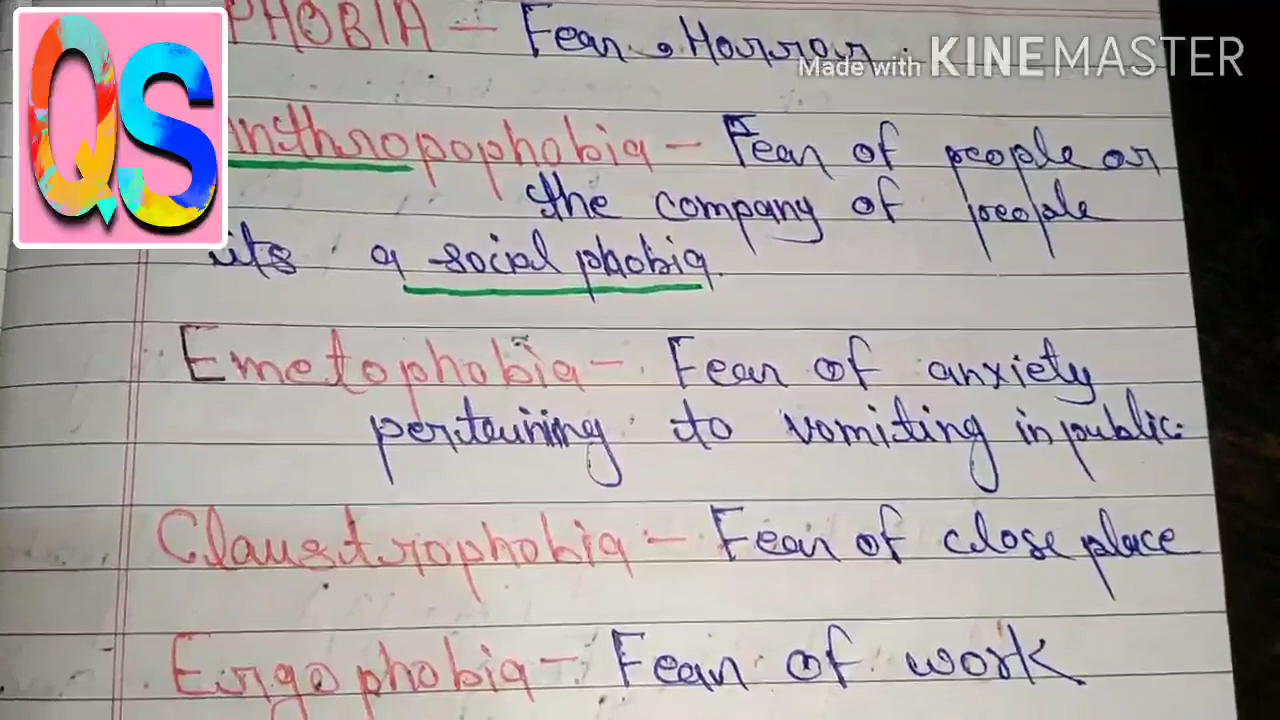 QS
PHOBIA - Fear, Horror.
Made with KINEMASTER
Anthropophobia - Fear of people or
the company of people
its a social phobia.
Emetophobia - Fear of anxiety
pertaining to vomiting in public.
Claustrophobia - Fear of close place
Ergophobia - Fear of work